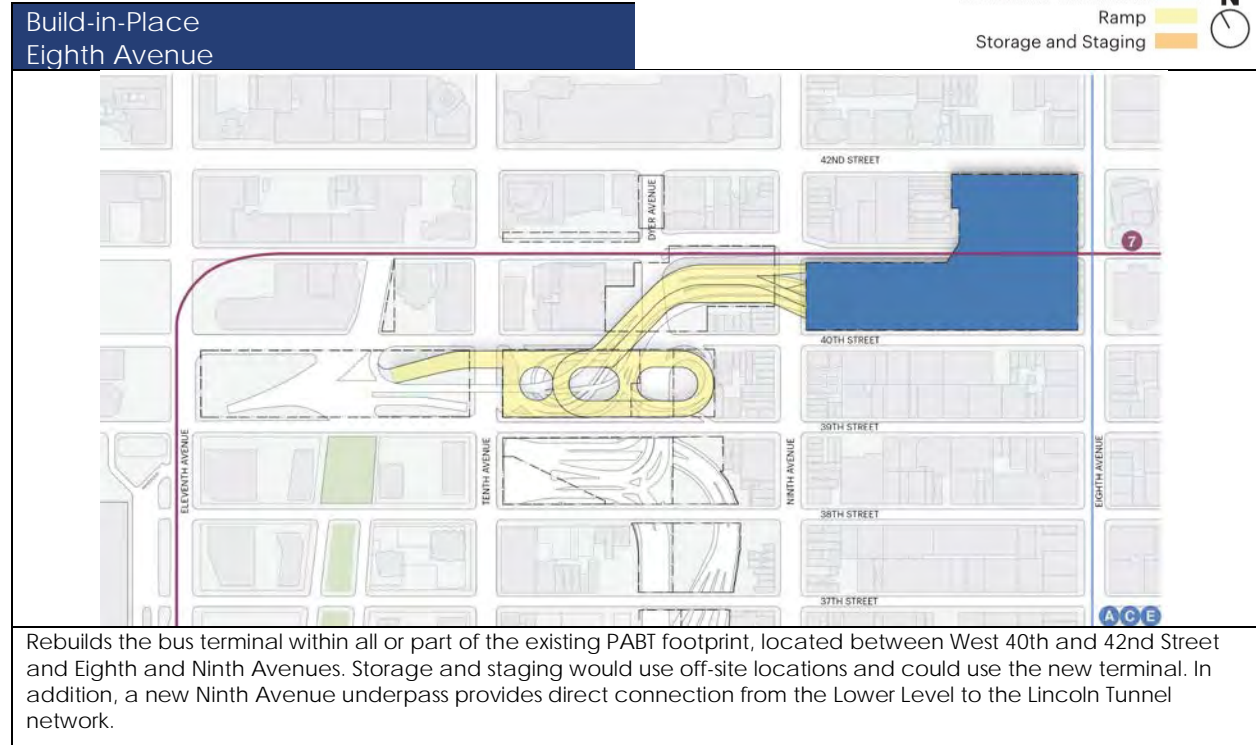 Build-in-Place
Eighth Avenue
N
Ramp
Storage and Staging
42ND STREET
DYER AVENUE
7
40TH STREET
39TH STREET
ELEVENTH AVENUE
TENTH AVENUE
NINTH AVENUE
EIGHTH AVENUE
38TH STREET
37TH STREET
A C E
Rebuilds the bus terminal within all or part of the existing PABT footprint, located between West 40th and 42nd Street
and Eighth and Ninth Avenues. Storage and staging would use off-site locations and could use the new terminal. In
addition, a new Ninth Avenue underpass provides direct connection from the Lower Level to the Lincoln Tunnel
network.